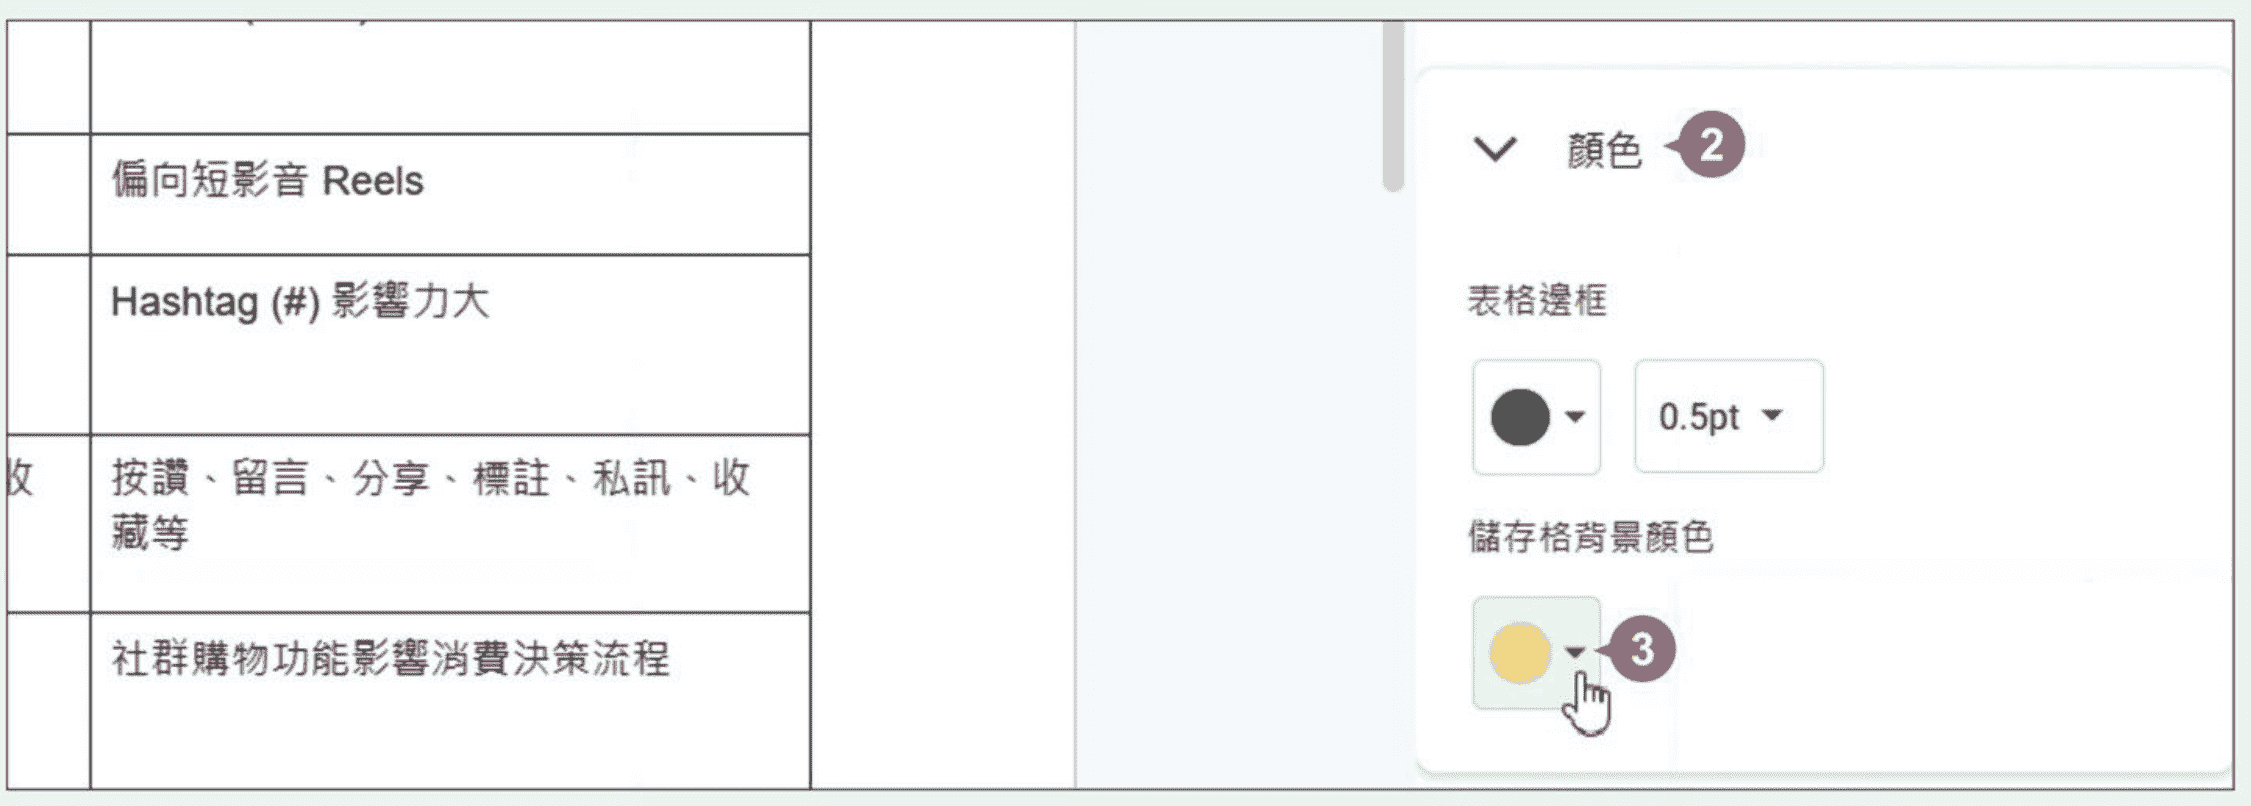 偏向短影音 Reels
Hashtag (#) 影響力大
收
按讚、留言、分享、標註、私訊、收
藏等
社群購物功能影響消費決策流程
顏色
2
表格邊框
0.5pt
儲存格背景顏色
3